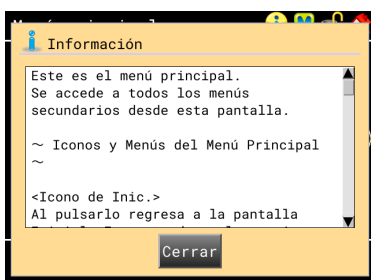 Información
Este es el menú principal.
Se accede a todos los menús
secundarios desde esta pantalla.
~ Iconos y Menús del Menú Principal
~
<Icono de Inic.>
Al pulsarlo regresa a la pantalla
Cerrar